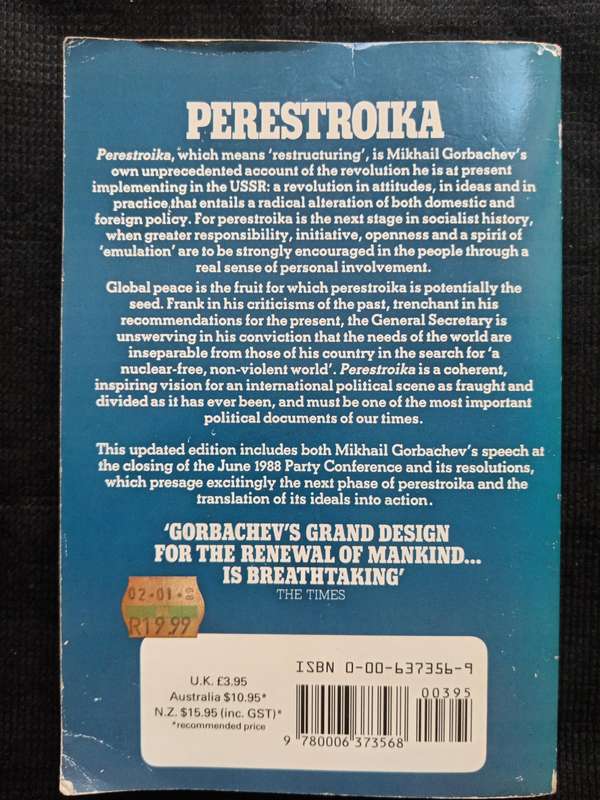 PERESTROIKA
Perestroika, which means 'restructuring', is Mikhail Gorbachev's
own unprecedented account of the revolution he is at present
implementing in the USSR: a revolution in attitudes, in ideas and in
practice, that entails a radical alteration of both domestic and
foreign policy. For perestroika is the next stage in socialist history,
when greater responsibility, initiative, openness and a spirit of
'emulation' are to be strongly encouraged in the people through a
real sense of personal involvement.
Global peace is the fruit for which perestroika is potentially the
seed. Frank in his criticisms of the past, trenchant in his
recommendations for the present, the General Secretary is
unswerving in his conviction that the needs of the world are
inseparable from those of his country in the search for 'a
nuclear-free, non-violent world'. Perestroika is a coherent,
inspiring vision for an international political scene as fraught and
divided as it has ever been, and must be one of the most important
political documents of our times.
This updated edition includes both Mikhail Gorbachev's speech at
the closing of the June 1988 Party Conference and its resolutions,
which presage excitingly the next phase of perestroika and the
translation of its ideals into action.
'GORBACHEV'S GRAND DESIGN
FOR THE RENEWAL OF MANKIND...
IS BREATHTAKING'
THE TIMES
02-01-89
R19.99
U.K. £3.95
Australia $10.95*
N.Z. $15.95 (inc. GST)*
*recommended price
ISBN 0-00-637356-9
00395
9 780006 373568